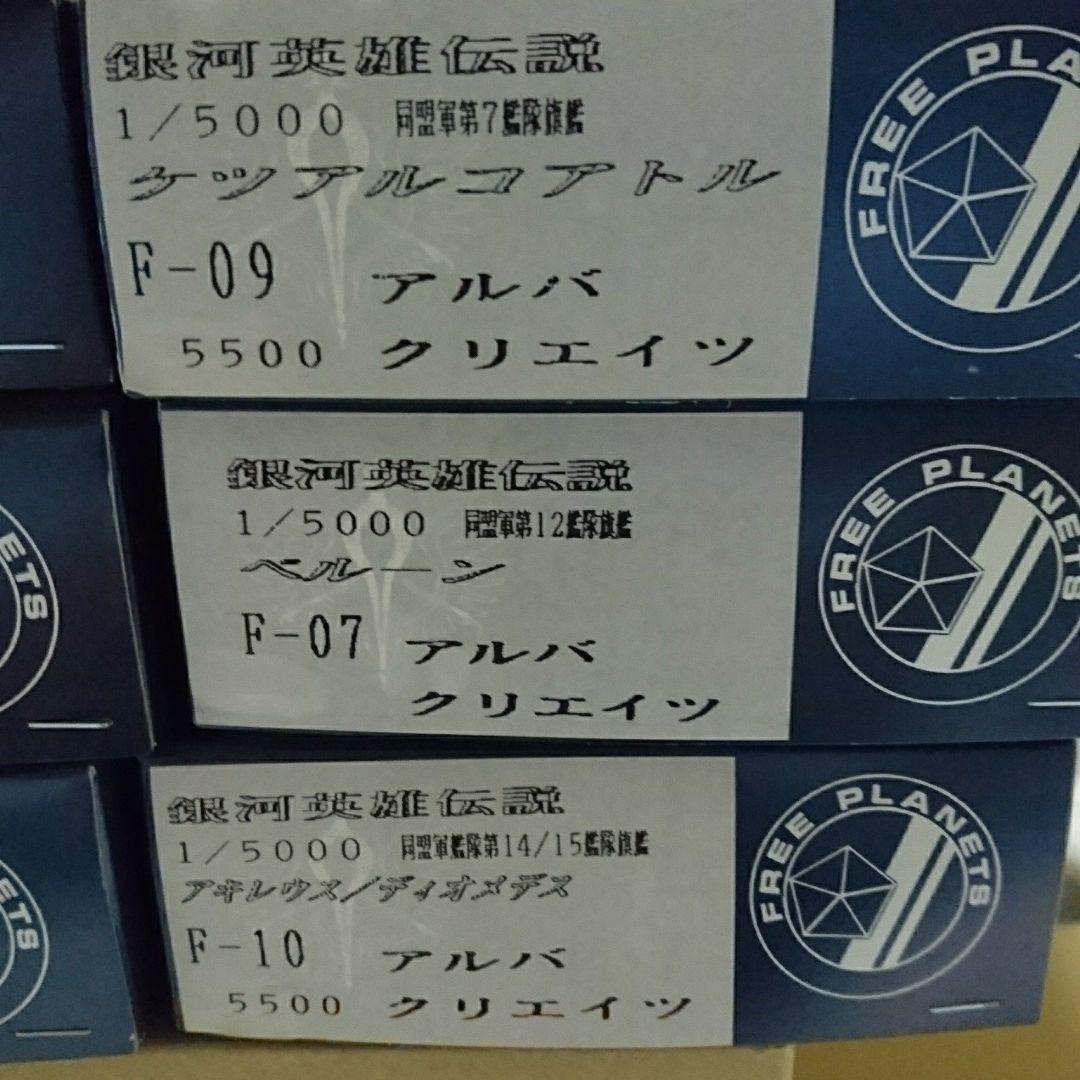 銀河英雄伝説
1/5000 同盟軍第7艦隊旗艦
ケツアルコアトル
F-09 アルバ
5500 クリエイツ
FREE PLA
銀河英雄伝説
1/5000 同盟軍第12艦隊旗艦
ペルーン
F-07 アルバ
クリエイツ
FREE PLANETS
ETS
銀河英雄伝説
1/5000 同盟軍艦隊第14/15艦隊旗艦
アキレウス/ディオメデス
F-10 アルバ
5500 クリエイツ
FREE PLANETS
ETS